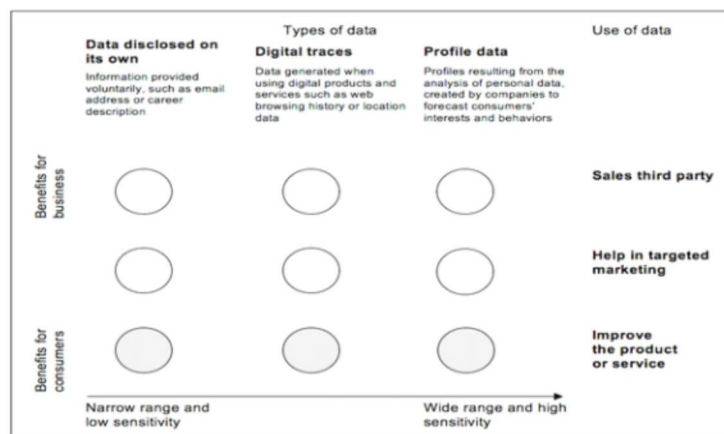 Types of data
Use of data
Data disclosed on
its own
Information provided
voluntarily, such as email
address or career
description
Digital traces
Data generated when
using digital products and
services such as web
browsing history or location
data
Profile data
Profiles resulting from the
analysis of personal data,
created by companies to
forecast consumers'
interests and behaviors
Benefits for
business
Sales third party
Help in targeted
marketing
Benefits for
consumers
Improve
the product
or service
Narrow range and
low sensitivity
Wide range and high
sensitivity